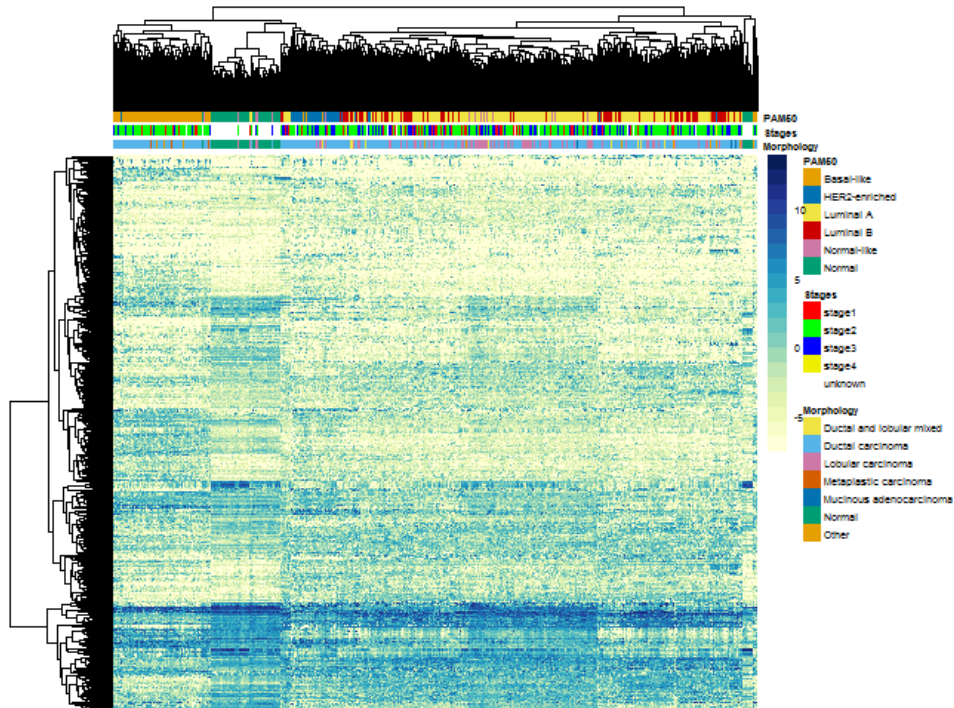 PAM50
Stages
Morphology
PAM50
Basal-like
HER2-enriched
10
Luminal A
Luminal B
Normal-like
Normal
5
Stages
stage1
stage2
0
stage3
stage4
unknown
Morphology
-5
Ductal and lobular mixed
Ductal carcinoma
Lobular carcinoma
Metaplastic carcinoma
Mucinous adenocarcinoma
Normal
Other